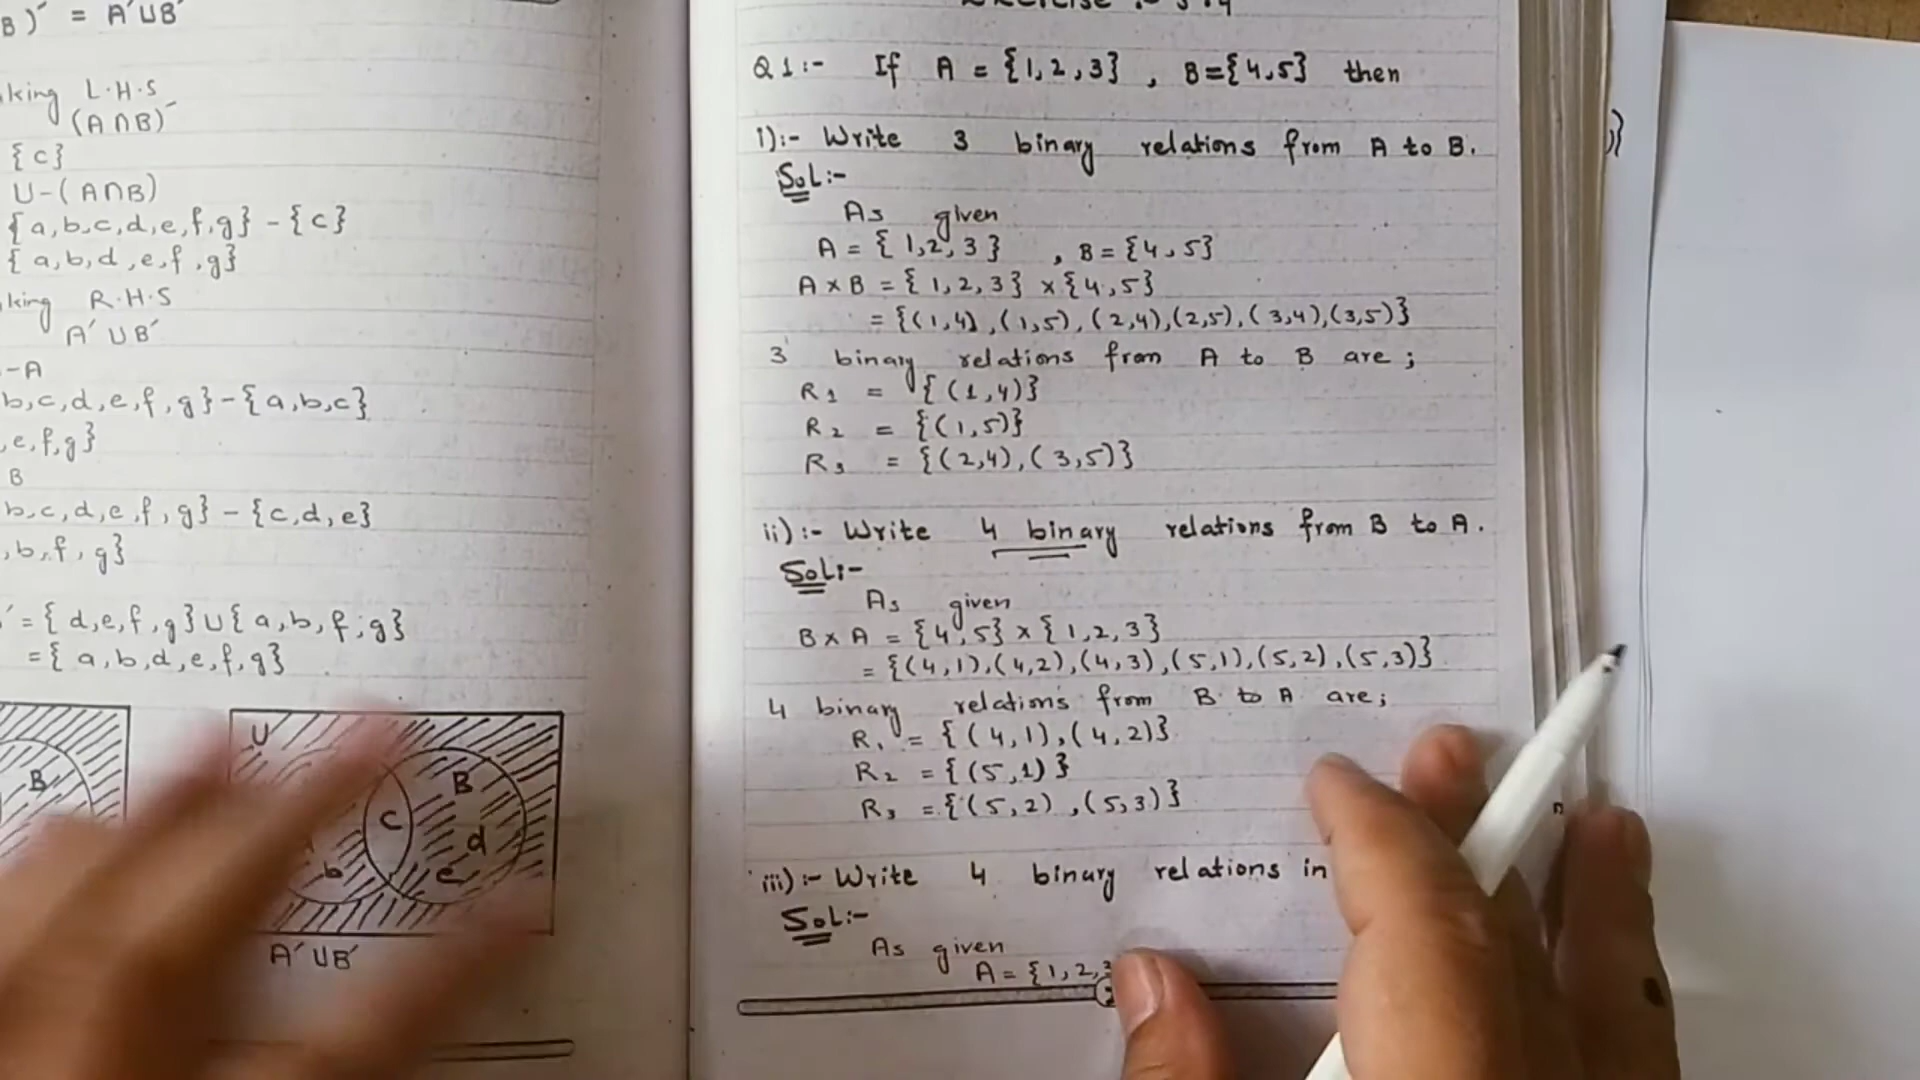 B)′ = A′∪B′
king L.H.S
(A∩B)′
{c}
U-(A∩B)
{a,b,c,d,e,f,g} - {c}
{a,b,d,e,f,g}
king R.H.S
A′∪B′
-A
b,c,d,e,f,g} - {a,b,c}
,e,f,g}
B
b,c,d,e,f,g} - {c,d,e}
,b,f,g}
′ = {d,e,f,g} ∪ {a,b,f,g}
= {a,b,d,e,f,g}
B
U
B
c
d
b
e
A′∪B′
Q1:- If A = {1,2,3} , B={4,5} then
i):- Write 3 binary relations from A to B.
Sol:-
As given
A = {1,2,3} , B = {4,5}
A × B = {1,2,3} × {4,5}
= {(1,4),(1,5),(2,4),(2,5),(3,4),(3,5)}
3 binary relations from A to B are;
R1 = {(1,4)}
R2 = {(1,5)}
R3 = {(2,4),(3,5)}
ii):- Write 4 binary relations from B to A.
Sol:-
As given
B × A = {4,5} × {1,2,3}
= {(4,1),(4,2),(4,3),(5,1),(5,2),(5,3)}
4 binary relations from B to A are;
R1 = {(4,1),(4,2)}
R2 = {(5,1)}
R3 = {(5,2),(5,3)}
iii):- Write 4 binary relations in
Sol:-
As given
A = {1,2,3
)}